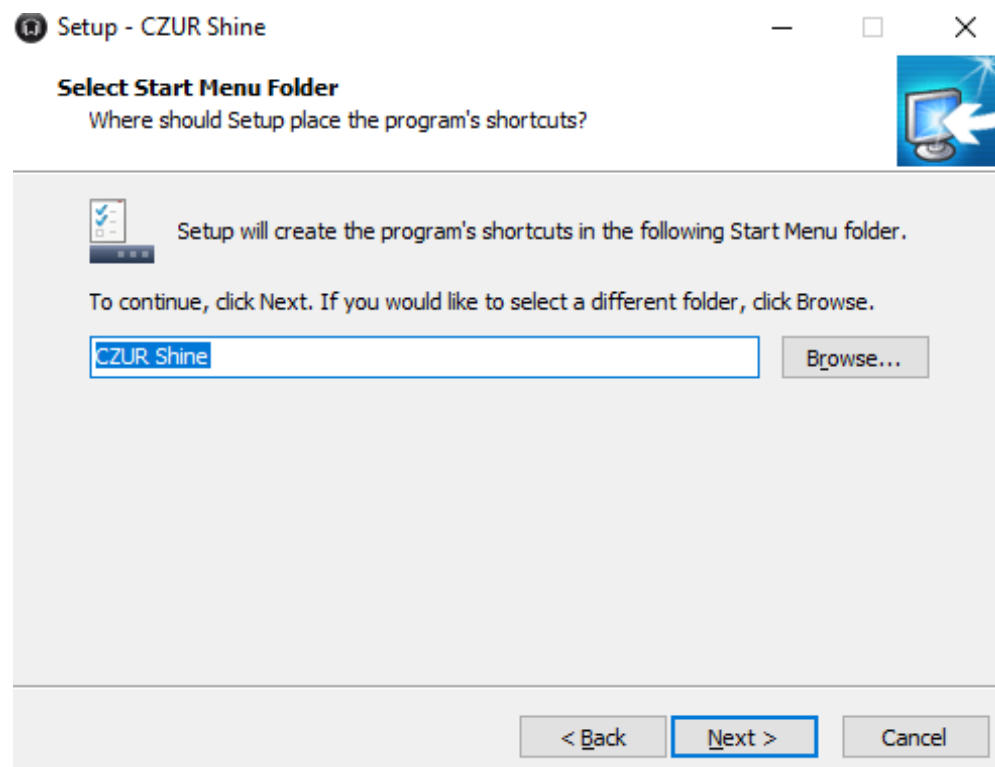 Setup - CZUR Shine
Select Start Menu Folder
Where should Setup place the program's shortcuts?
Setup will create the program's shortcuts in the following Start Menu folder.
To continue, click Next. If you would like to select a different folder, click Browse.
CZUR Shine
Browse...
< Back
Next >
Cancel